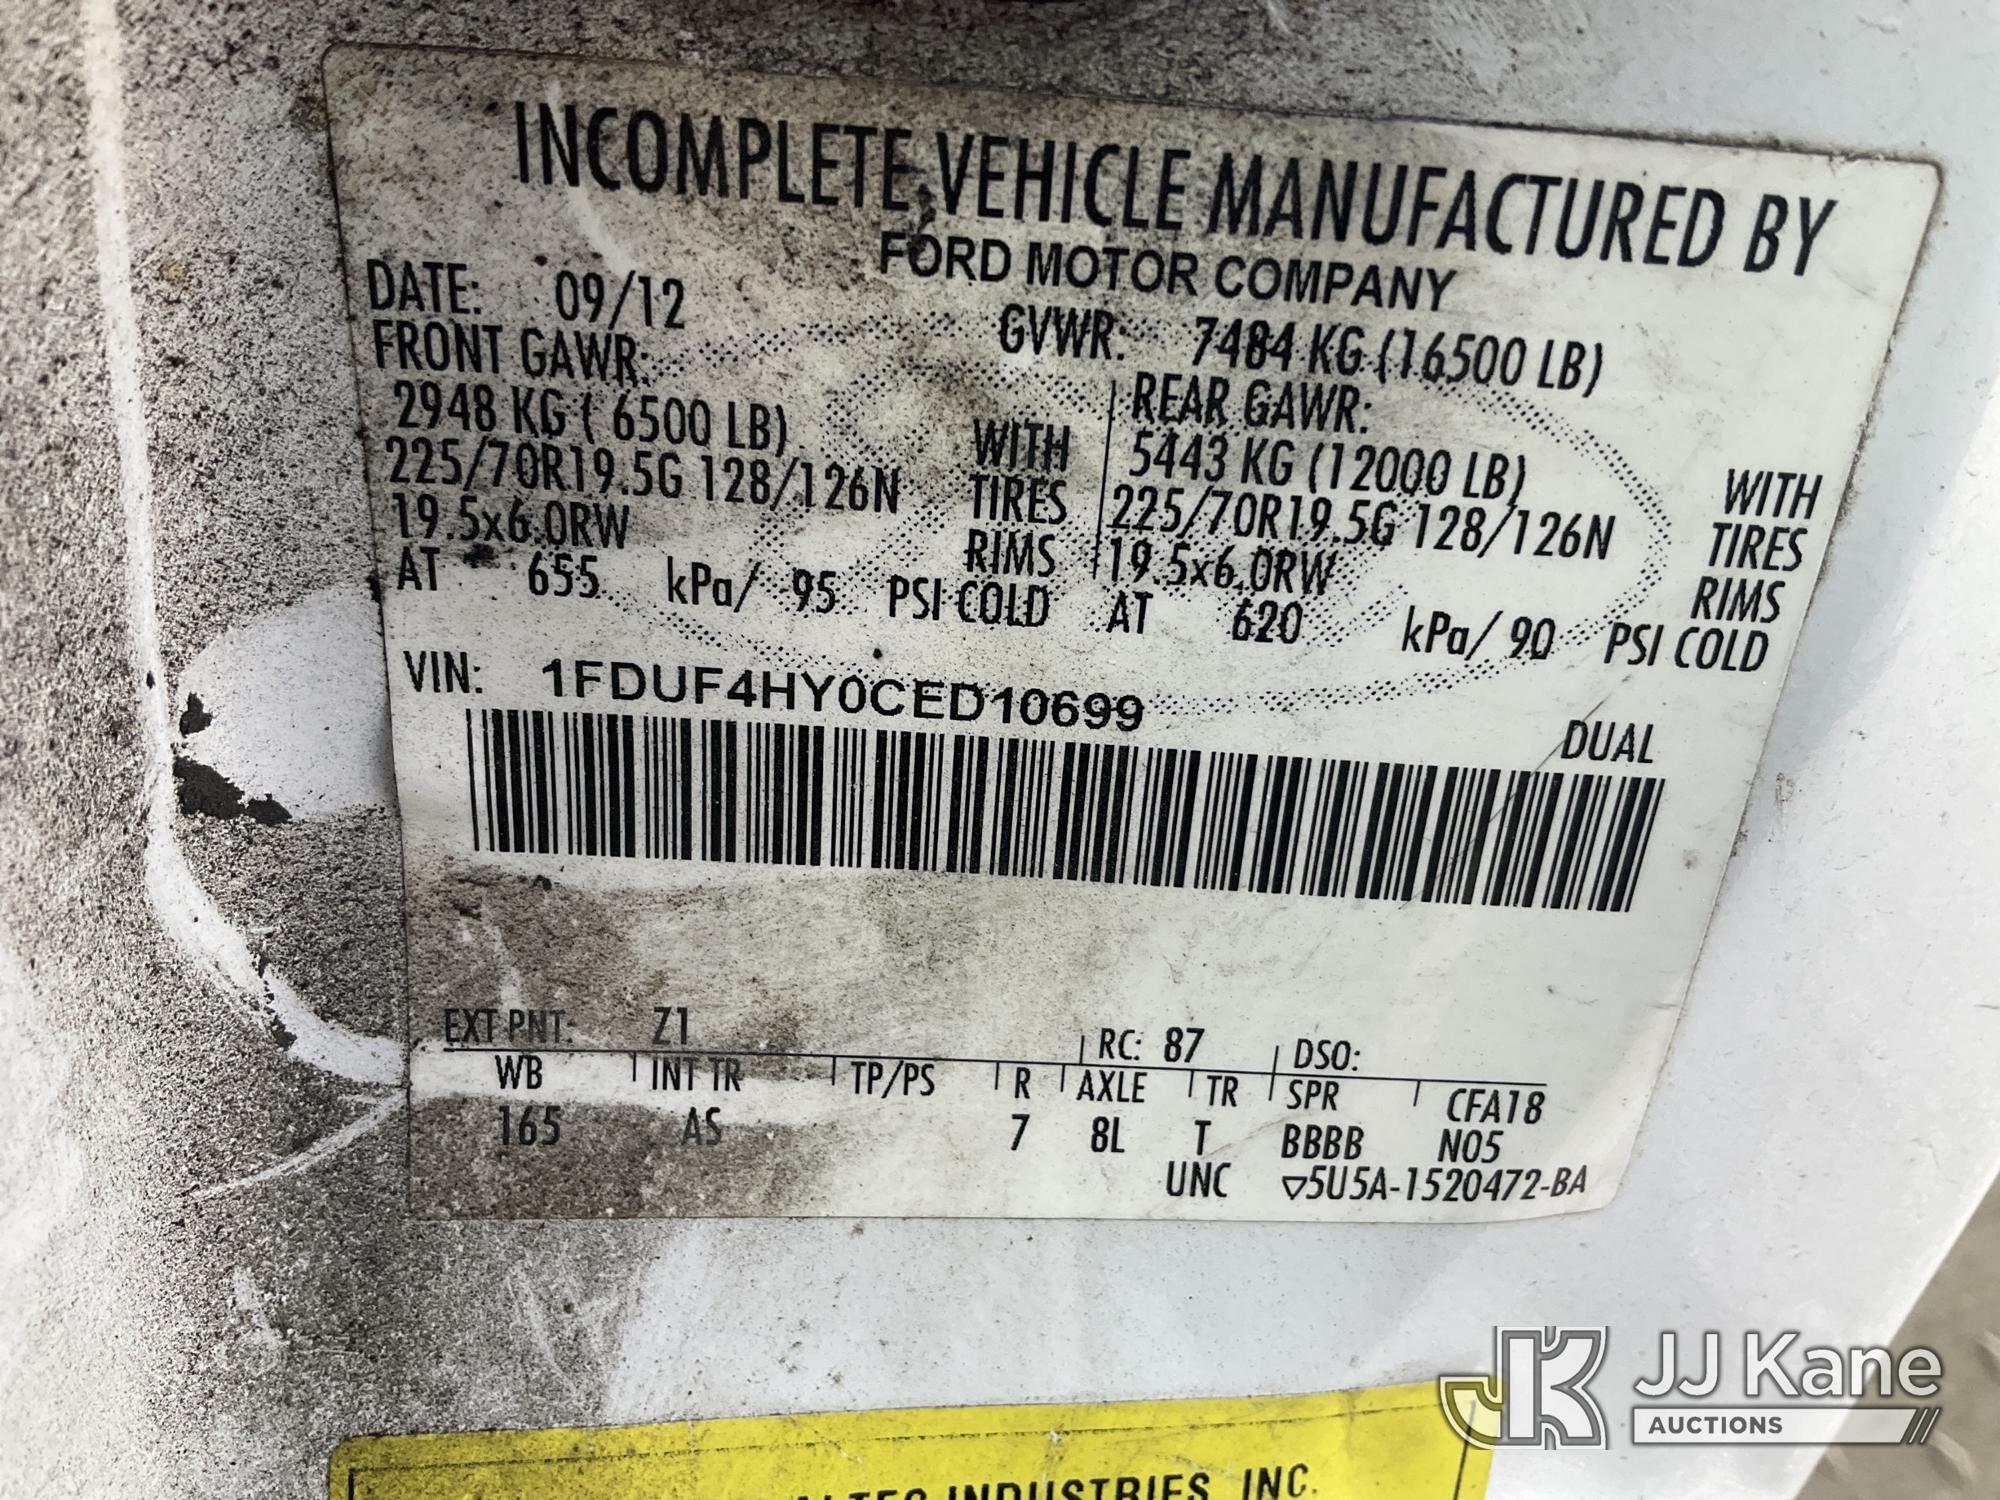 INCOMPLETE VEHICLE MANUFACTURED BY
FORD MOTOR COMPANY
DATE: 09/12 GVWR: 7484 KG (16500 LB)
FRONT GAWR: REAR GAWR:
2948 KG ( 6500 LB) WITH 5443 KG (12000 LB) WITH
225/70R19.5G 128/126N TIRES 225/70R19.5G 128/126N TIRES
19.5x6.0RW RIMS 19.5x6.0RW RIMS
AT 655 kPa/ 95 PSI COLD AT 620 kPa/ 90 PSI COLD
VIN: 1FDUF4HY0CED10699
DUAL
EXT PNT: Z1 RC: 87 DSO:
WB INT TR TP/PS R AXLE TR SPR CFA18
165 AS 7 8L T BBBB N05
UNC ▽5U5A-1520472-BA
ALTEC INDUSTRIES, INC.
JK JJ Kane
AUCTIONS